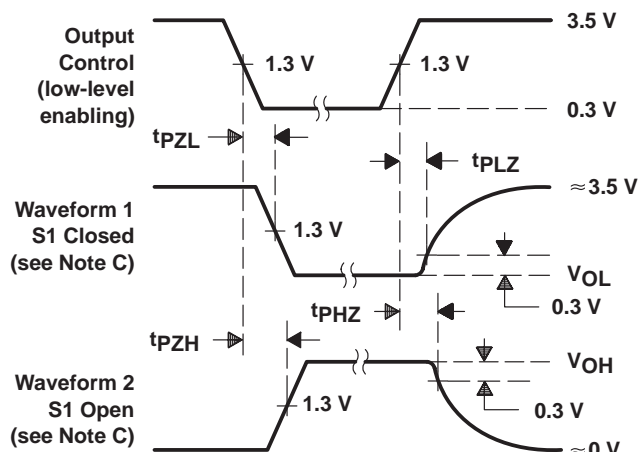 Output
Control
(low-level
enabling)
1.3 V
1.3 V
3.5 V
0.3 V
tPZL
tPLZ
Waveform 1
S1 Closed
(see Note C)
1.3 V
≈3.5 V
VOL
0.3 V
tPZH
tPHZ
Waveform 2
S1 Open
(see Note C)
1.3 V
VOH
0.3 V
≈0 V